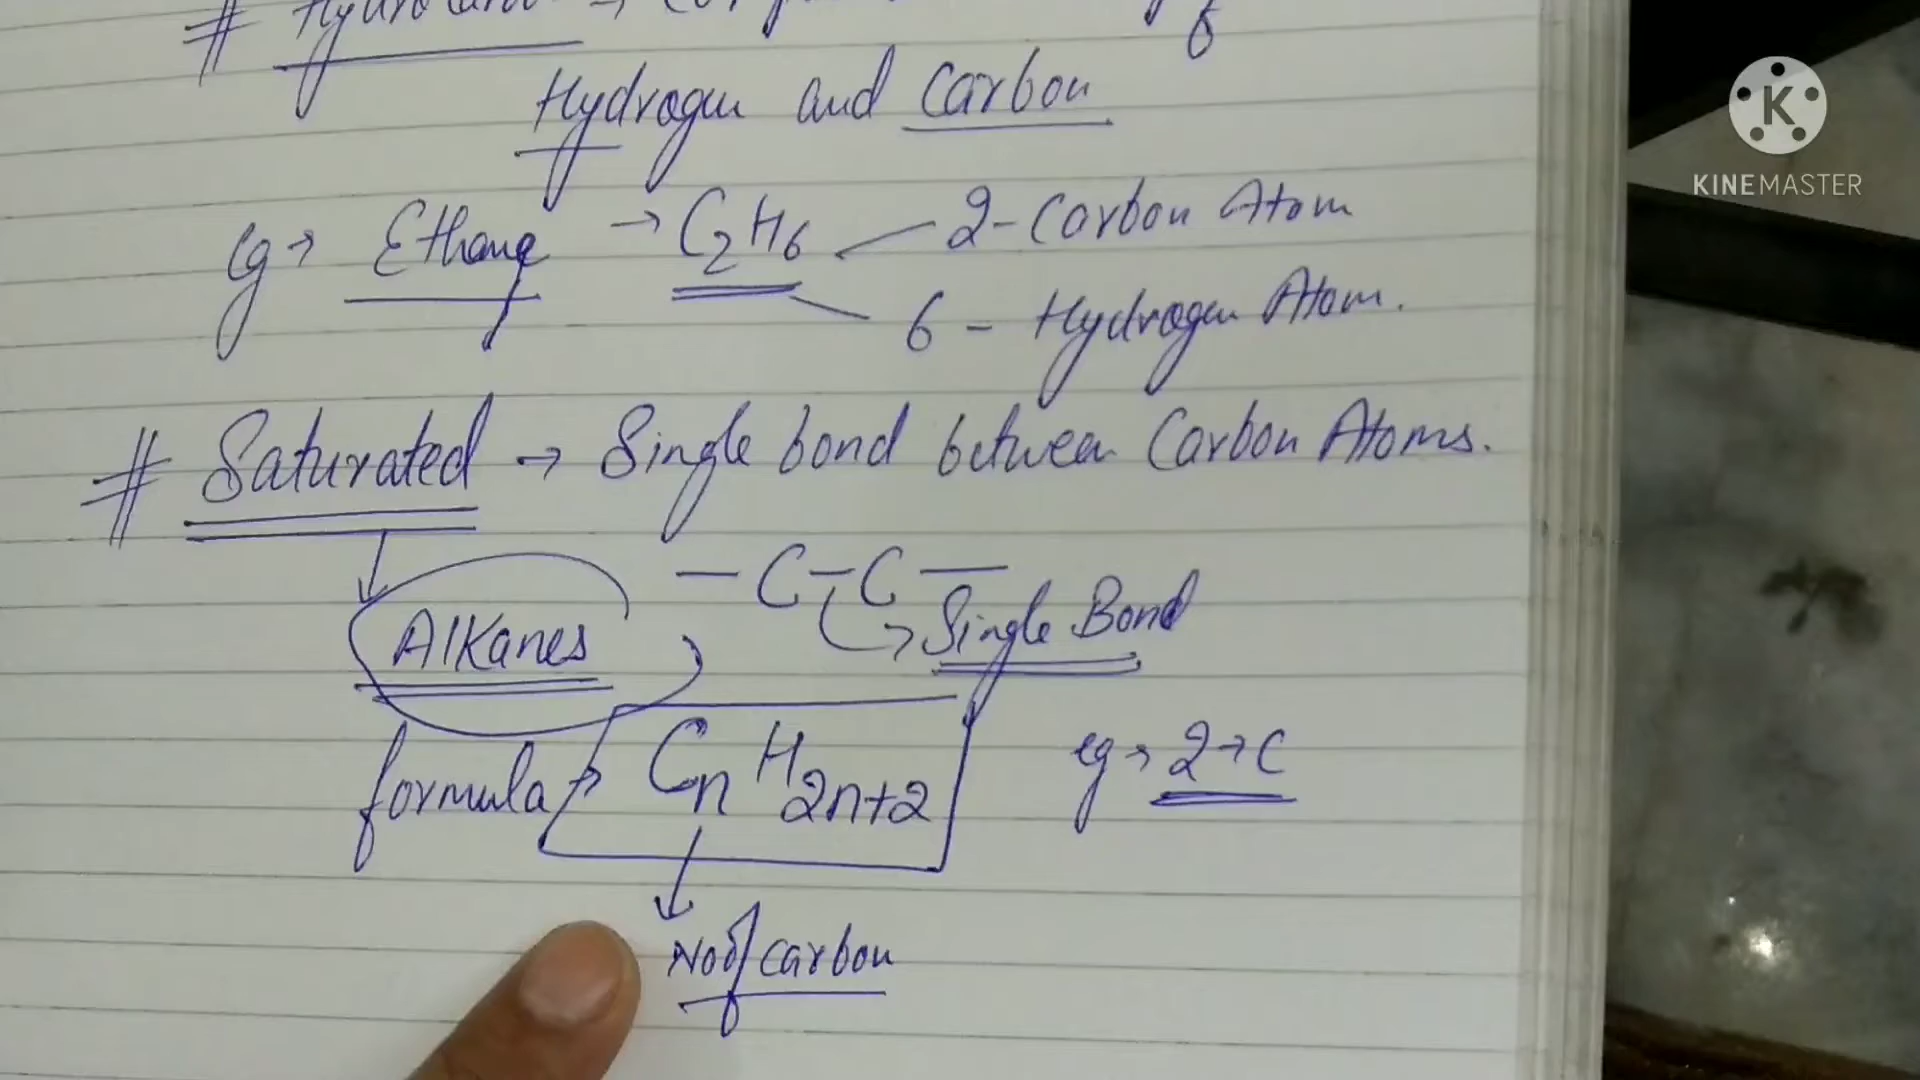 # Hydrocarbon →
Hydrogen and Carbon
eg → Ethane → C2H6 2-Carbon Atom
6 - Hydrogen Atom.
# Saturated → Single bond between Carbon Atoms.
— C – C —
Single Bond
Alkanes
formula → CnH2n+2 eg → 2 → C
No of carbon
K
KINEMASTER